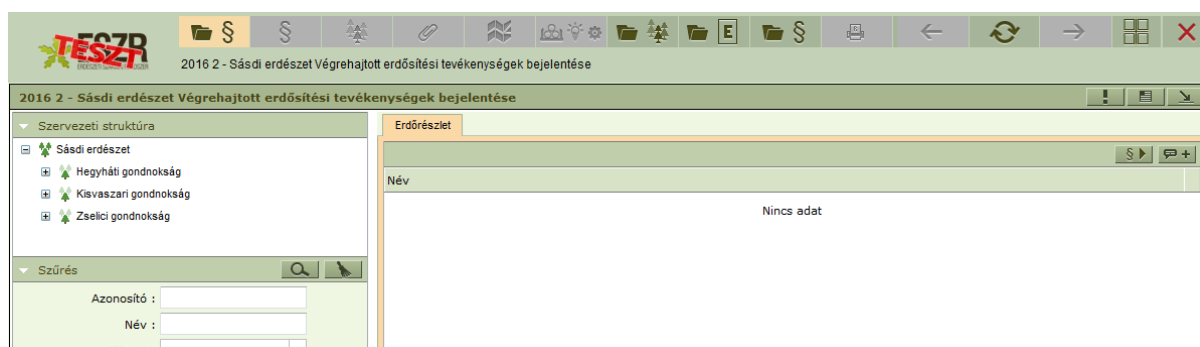 TESZT
§
§
E
§
2016 2 - Sásdi erdészet Végrehajtott erdősítési tevékenységek bejelentése
2016 2 - Sásdi erdészet Végrehajtott erdősítési tevékenységek bejelentése
Szervezeti struktúra
Sásdi erdészet
Hegyháti gondnokság
Kisvaszari gondnokság
Zselici gondnokság
Szűrés
Azonosító :
Név :
Erdőrészlet
§
Név
Nincs adat